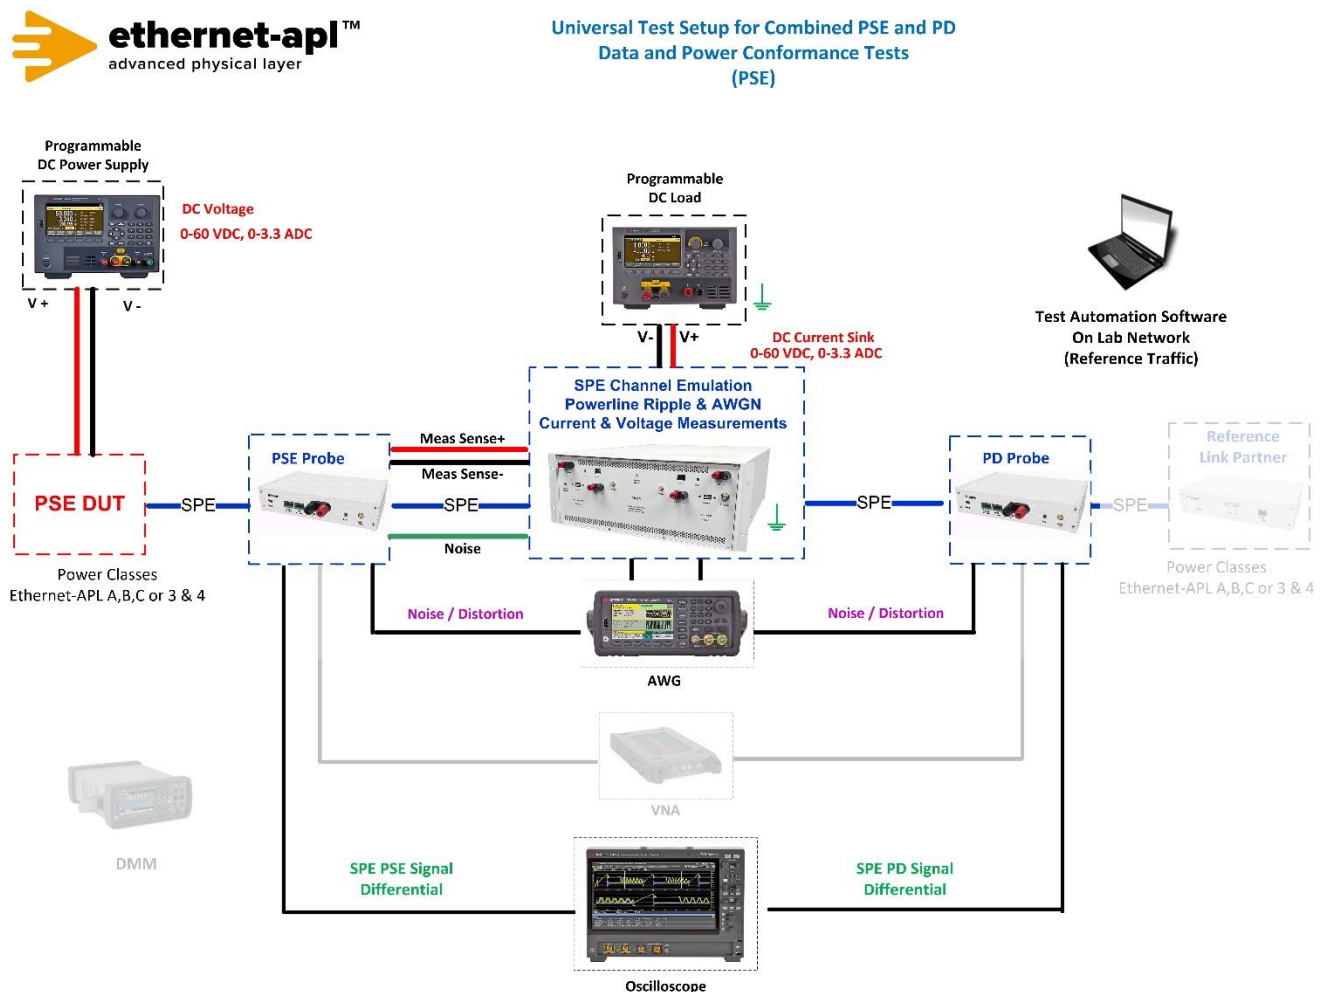 ethernet-apl™
advanced physical layer
Universal Test Setup for Combined PSE and PD
Data and Power Conformance Tests
(PSE)
Programmable
DC Power Supply
DC Voltage
0-60 VDC, 0-3.3 ADC
V +
V -
Programmable
DC Load
V-
V+
DC Current Sink
0-60 VDC, 0-3.3 ADC
Test Automation Software
On Lab Network
(Reference Traffic)
SPE Channel Emulation
Powerline Ripple & AWGN
Current & Voltage Measurements
PSE DUT
SPE
PSE Probe
Meas Sense+
Meas Sense-
SPE
Noise
SPE
PD Probe
SPE
Reference
Link Partner
Power Classes
Ethernet-APL A,B,C or 3 & 4
Power Classes
Ethernet-APL A,B,C or 3 & 4
Noise / Distortion
Noise / Distortion
AWG
VNA
DMM
SPE PSE Signal
Differential
SPE PD Signal
Differential
Oscilloscope